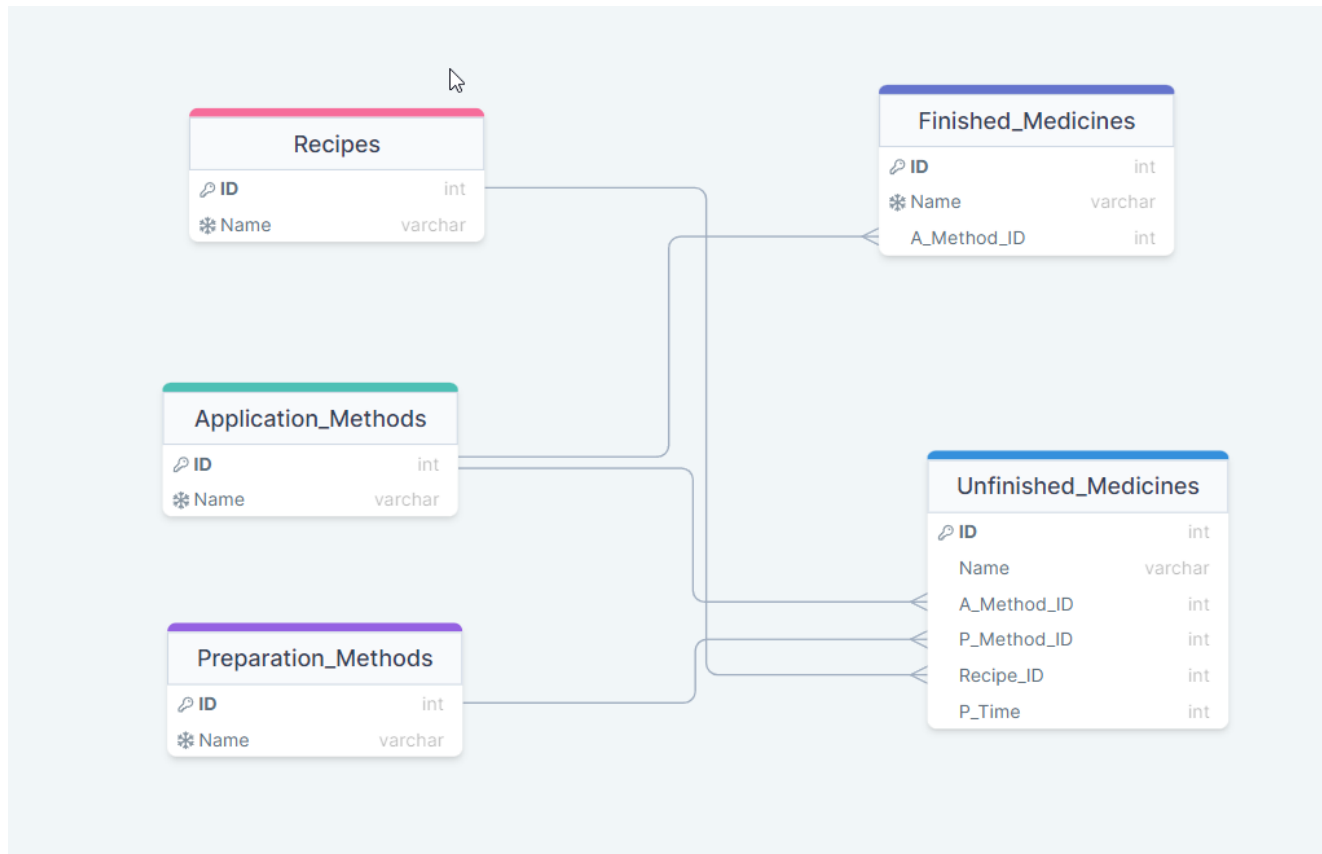 Recipes
ID int
Name varchar
Finished_Medicines
ID int
Name varchar
A_Method_ID int
Application_Methods
ID int
Name varchar
Unfinished_Medicines
ID int
Name varchar
A_Method_ID int
P_Method_ID int
Recipe_ID int
P_Time int
Preparation_Methods
ID int
Name varchar